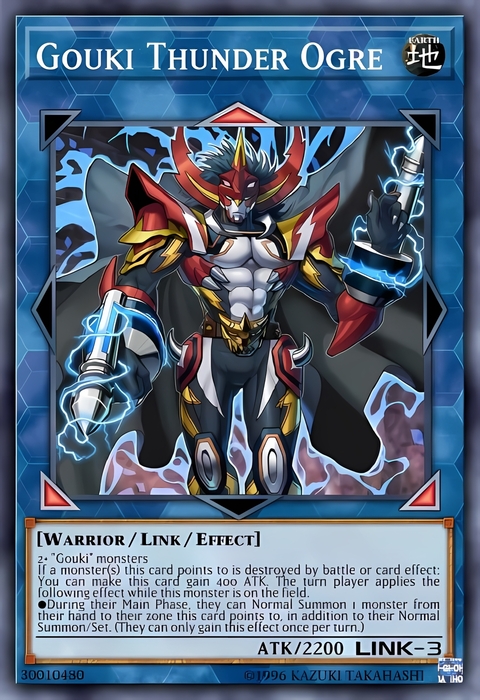 GOUKI THUNDER OGRE
EARTH
地
[WARRIOR / LINK / EFFECT]
2+ "Gouki" monsters
If a monster(s) this card points to is destroyed by battle or card effect:
You can make this card gain 400 ATK. The turn player applies the
following effect while this monster is on the field.
●During their Main Phase, they can Normal Summon 1 monster from
their hand to their zone this card points to, in addition to their Normal
Summon/Set. (They can only gain this effect once per turn.)
ATK/2200 LINK-3
30010480 ©1996 KAZUKI TAKAHASHI